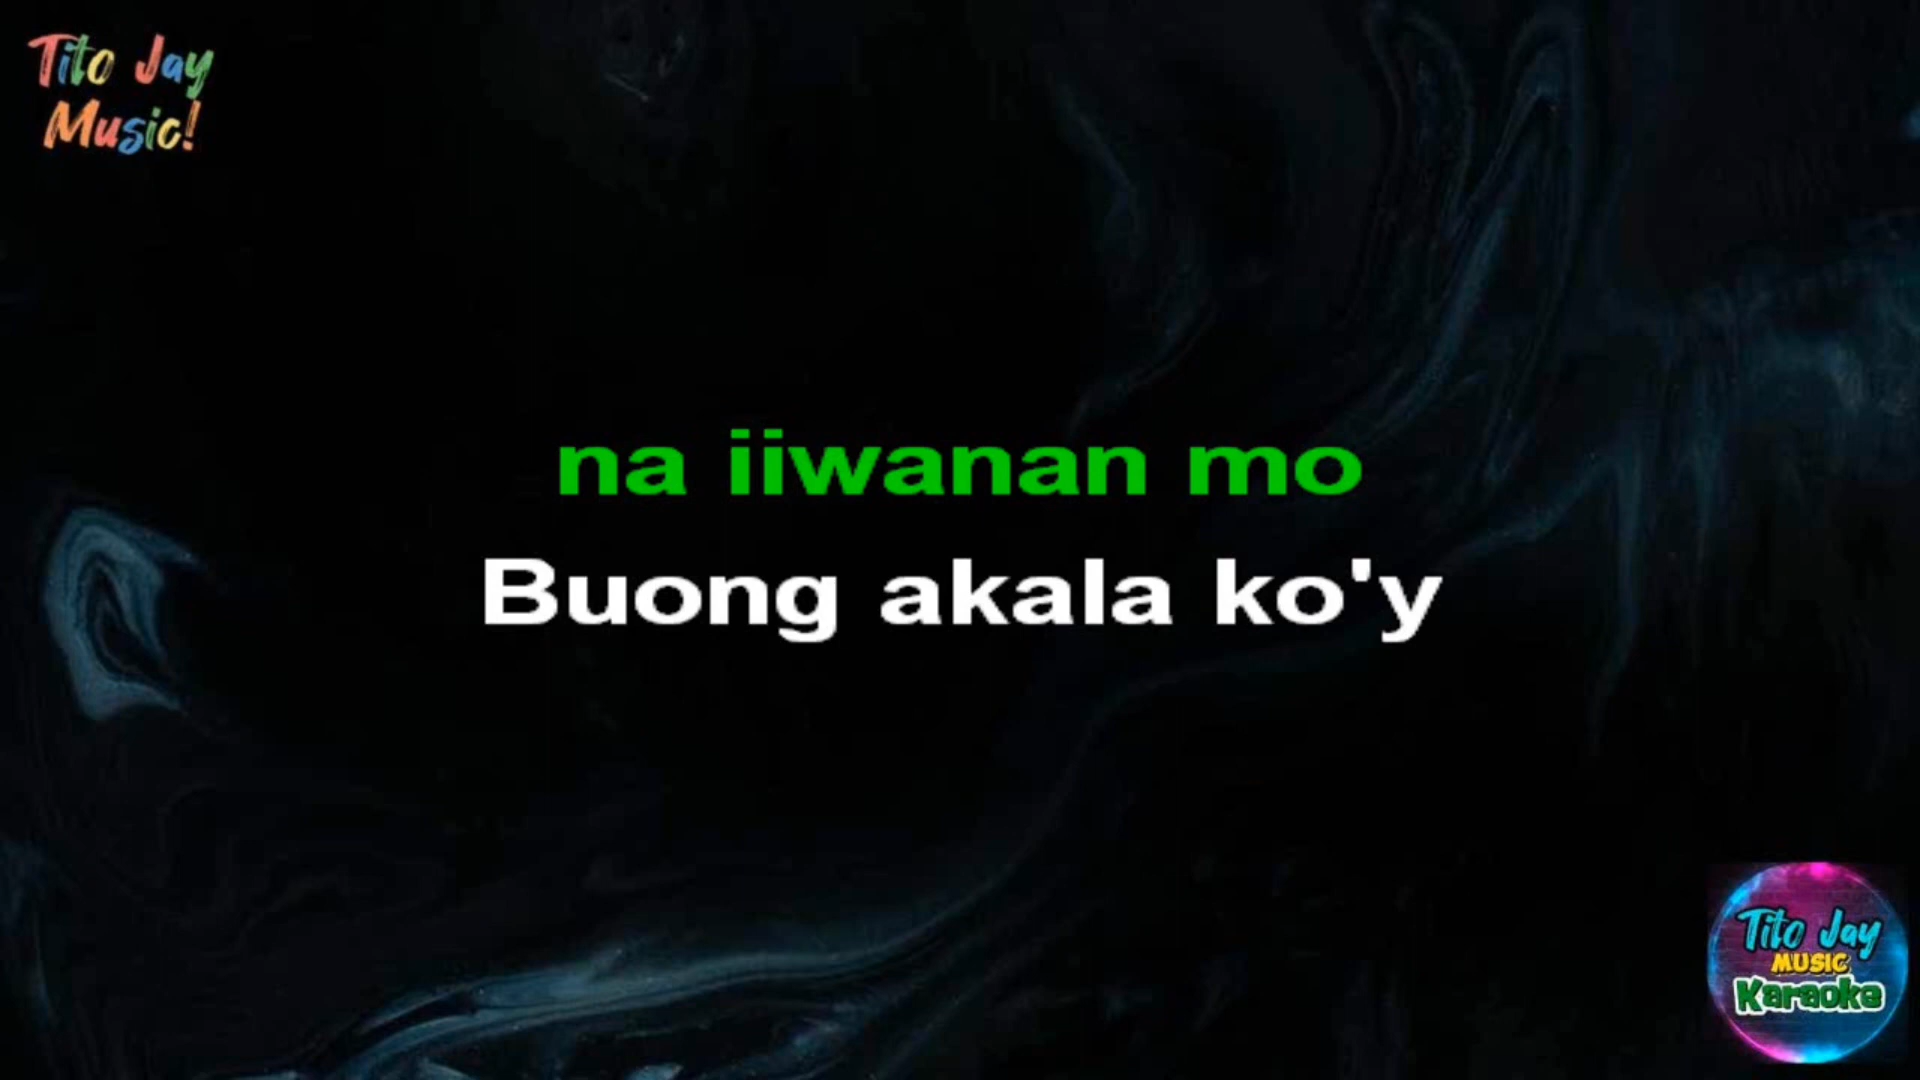 Tito Jay
Music!
na iiwanan mo
Buong akala ko'y
Tito Jay
MUSIC
Karaoke